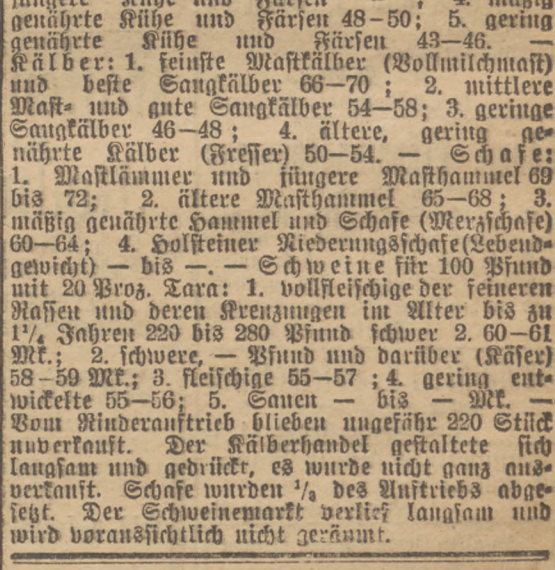 jüngere Kühe und Färsen — , 4. mäßig
genährte Kühe und Färsen 48-50; 5. gering
genährte Kühe und Färsen 43—46. —
Kälber: 1. feinste Mastkälber (Vollmilchmast)
und beste Saugkälber 66—70; 2. mittlere
Mast- und gute Saugkälber 54—58; 3. geringe
Saugkälber 46—48; 4. ältere, gering ge-
nährte Kälber (Fresser) 50—54. — Schafe:
1. Mastlämmer und jüngere Masthammel 69
bis 72; 2. ältere Masthammel 65—68; 3.
mäßig genährte Hammel und Schafe (Merzschafe)
60—64; 4. Holsteiner Niederungsschafe (Lebend-
gewicht) — bis —. — Schweine für 100 Pfund
mit 20 Proz. Tara: 1. vollfleischige der feineren
Rassen und deren Kreuzungen im Alter bis zu
1¹/₄ Jahren 220 bis 280 Pfund schwer 2. 60—61
Mk.; 2. schwere, — Pfund und darüber (Käser)
58-59 Mk.; 3. fleischige 55—57 ; 4. gering ent-
wickelte 55—56; 5. Sauen — bis — Mk. —
Vom Rinderauftrieb blieben ungefähr 220 Stück
unverkauft. Der Kälberhandel gestaltete sich
langsam und gedrückt, es wurde nicht ganz aus-
verkauft. Schafe wurden ¹/₃ des Auftriebs abge-
setzt. Der Schweinemarkt verlief langsam und
wird voraussichtlich nicht geräumt.